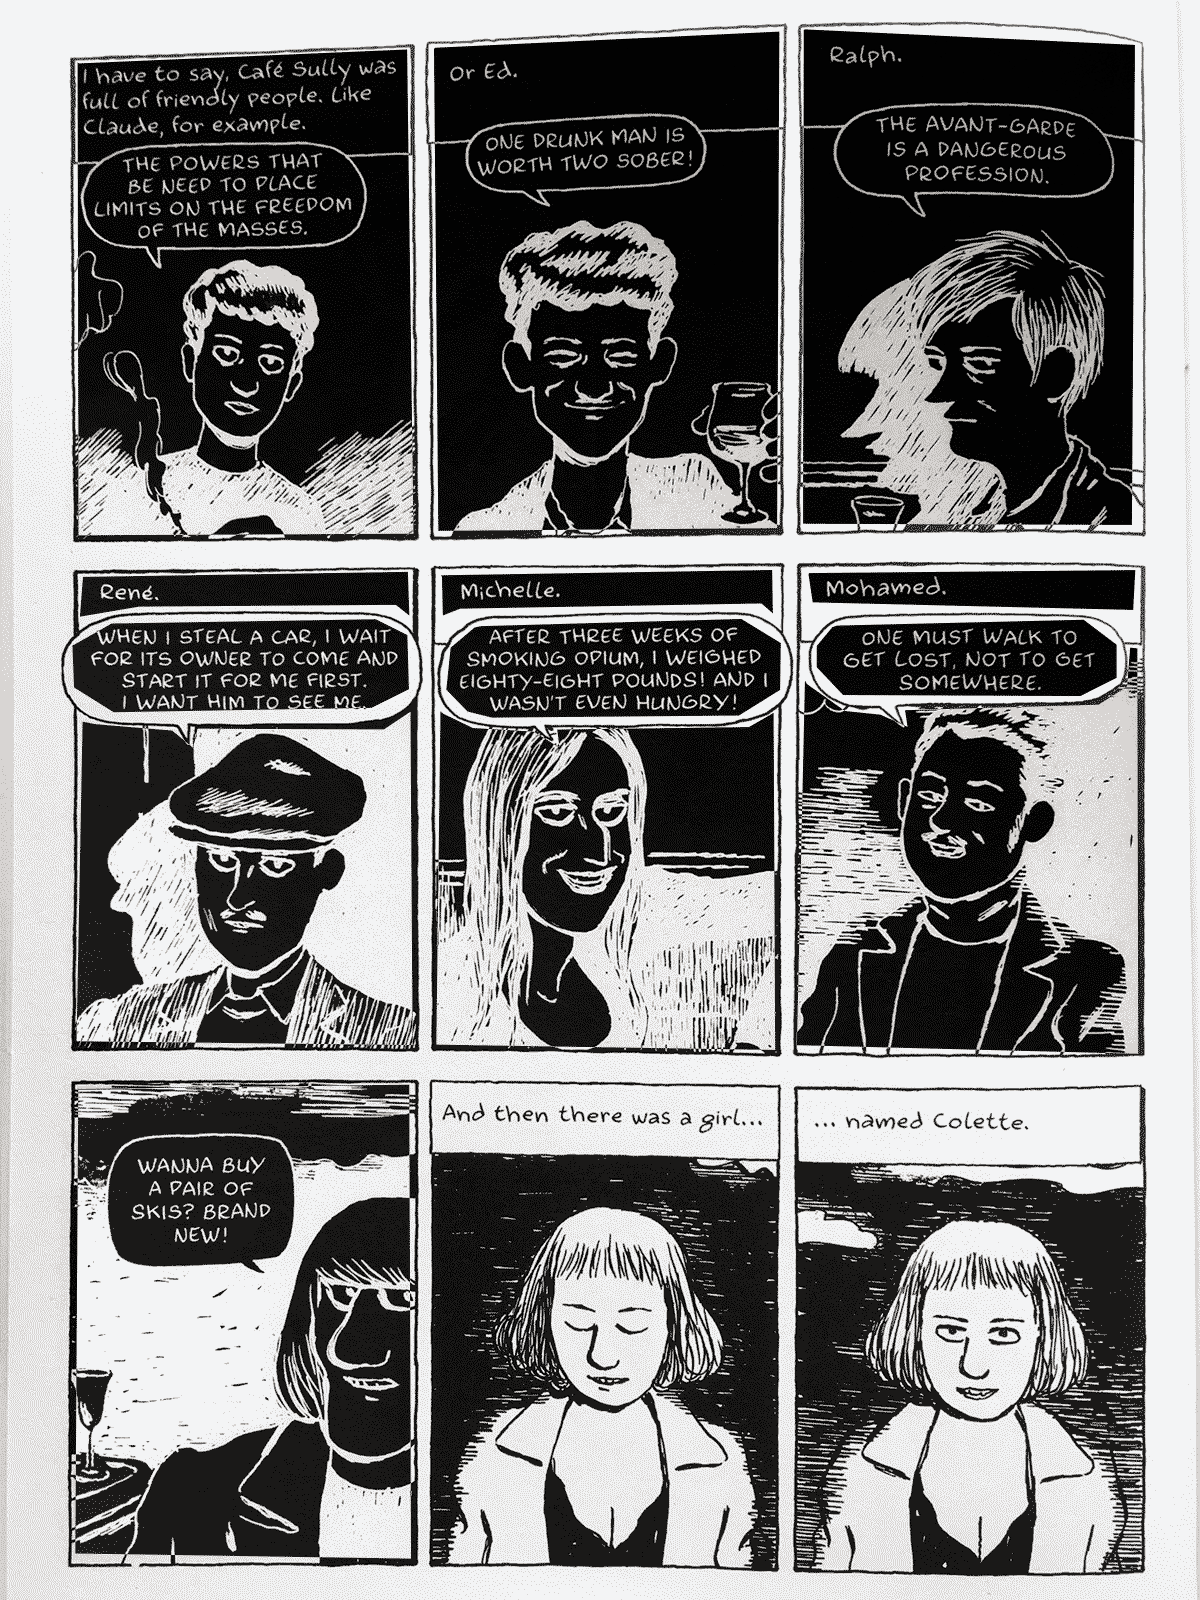 I have to say, Café Sully was
full of friendly people. Like
Claude, for example.
THE POWERS THAT
BE NEED TO PLACE
LIMITS ON THE FREEDOM
OF THE MASSES.
Or Ed.
ONE DRUNK MAN IS
WORTH TWO SOBER!
Ralph.
THE AVANT-GARDE
IS A DANGEROUS
PROFESSION.
René.
WHEN I STEAL A CAR, I WAIT
FOR ITS OWNER TO COME AND
START IT FOR ME FIRST.
I WANT HIM TO SEE ME.
Michelle.
AFTER THREE WEEKS OF
SMOKING OPIUM, I WEIGHED
EIGHTY-EIGHT POUNDS! AND I
WASN'T EVEN HUNGRY!
Mohamed.
ONE MUST WALK TO
GET LOST, NOT TO GET
SOMEWHERE.
WANNA BUY
A PAIR OF
SKIS? BRAND
NEW!
And then there was a girl...
... named Colette.